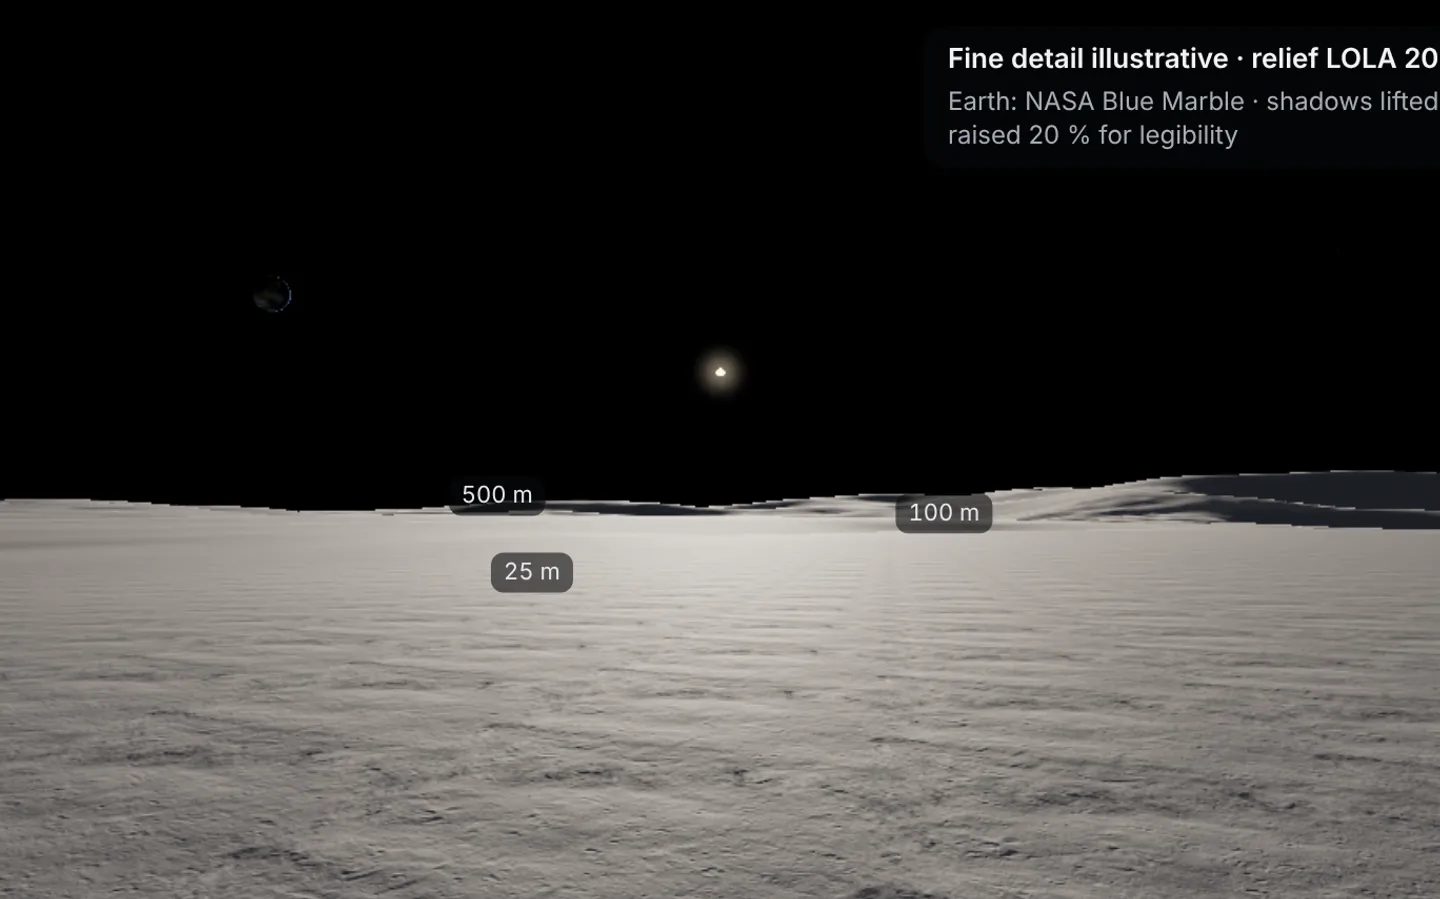 Fine detail illustrative · relief LOLA 20
Earth: NASA Blue Marble · shadows lifted
raised 20 % for legibility
500 m
100 m
25 m